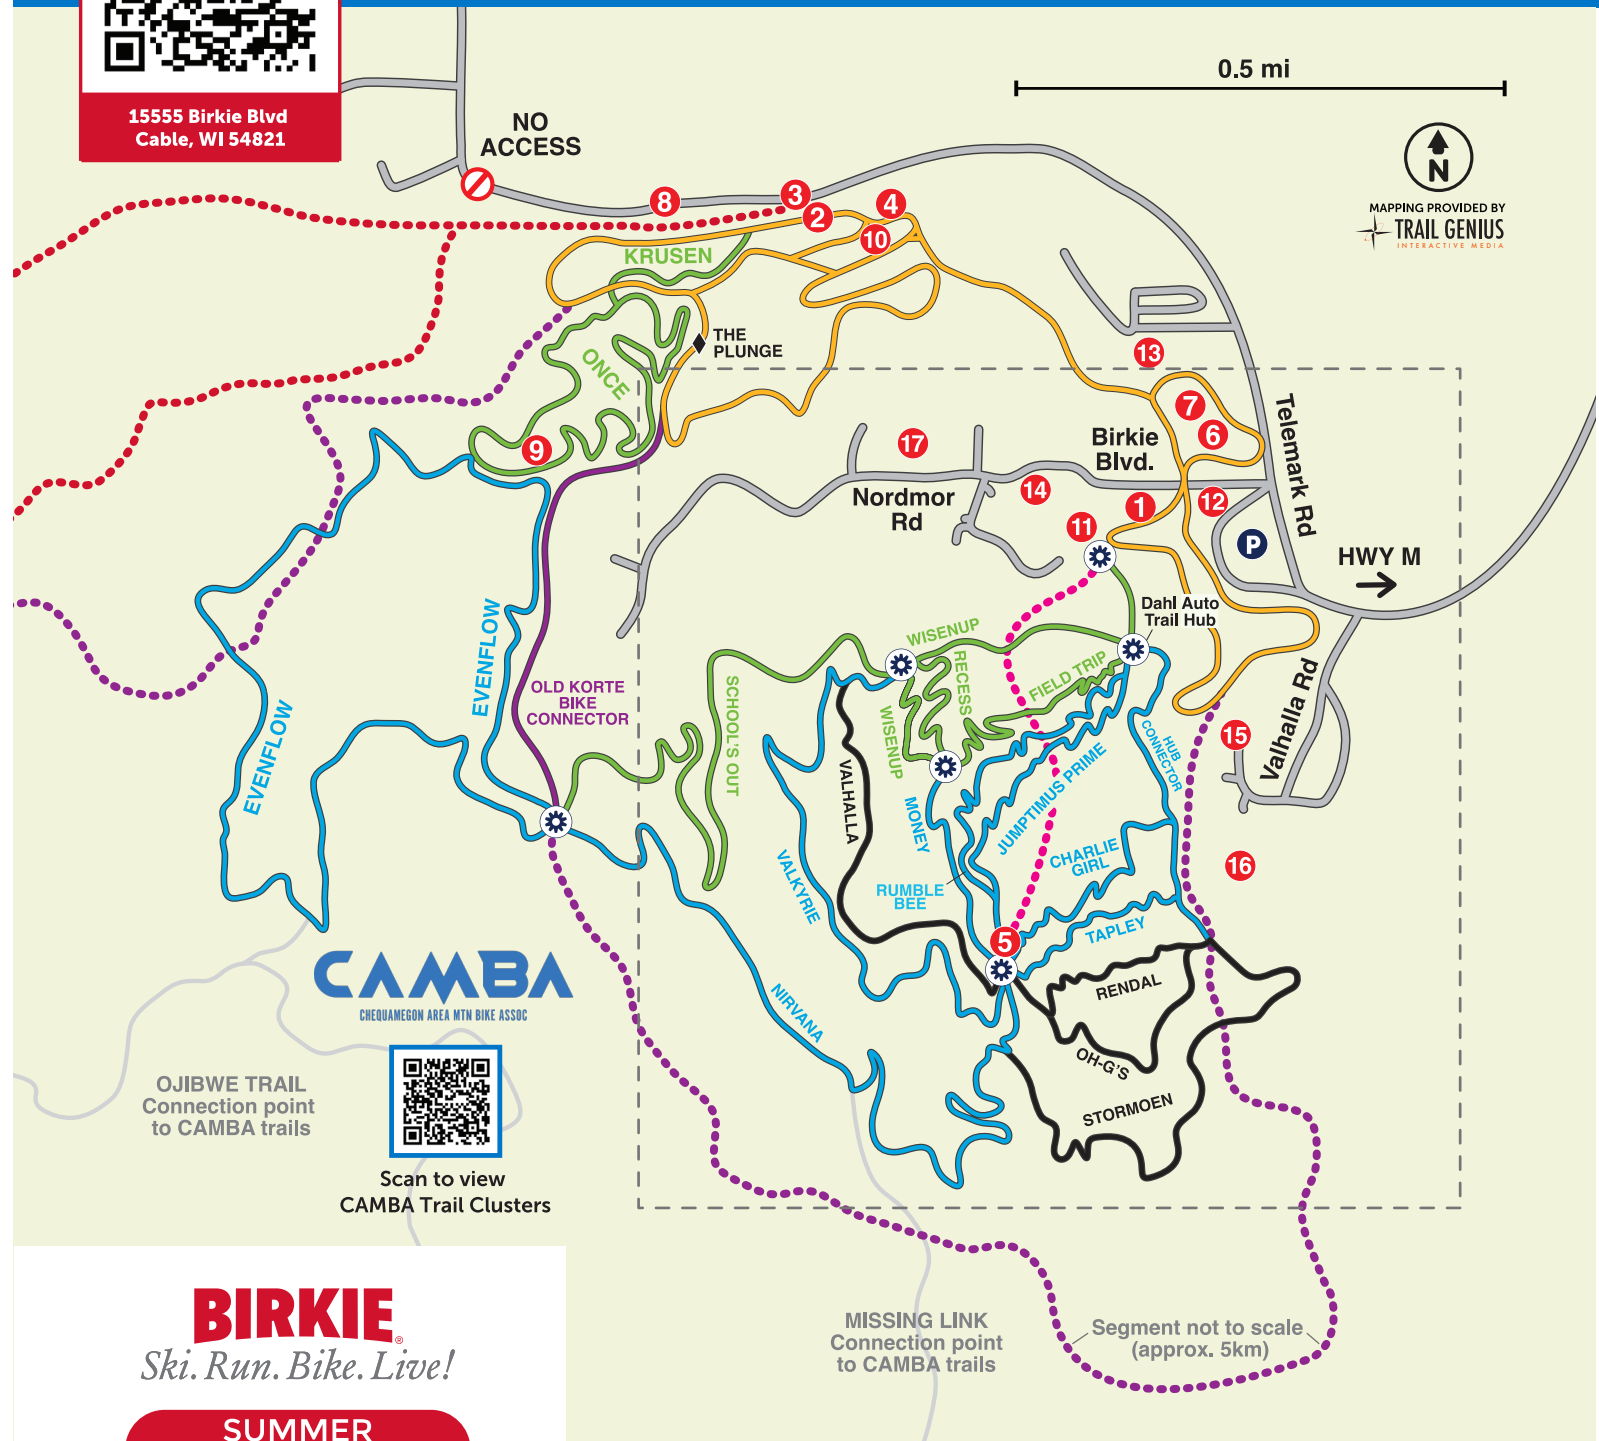 15555 Birkie Blvd
Cable, WI 54821
NO
ACCESS
0.5 mi
N
MAPPING PROVIDED BY
TRAIL GENIUS
INTERACTIVE MEDIA
8
3
2
4
10
KRUSEN
THE
PLUNGE
ONCE
9
13
7
6
Birkie
Blvd.
Telemark Rd
17
Nordmor
Rd
14
1
12
11
P
HWY M
Dahl Auto
Trail Hub
EVENFLOW
EVENFLOW
OLD KORTE
BIKE
CONNECTOR
SCHOOL'S OUT
WISENUP
RECESS
WISENUP
FIELD TRIP
HUB
CONNECTOR
15
Valhalla Rd
VALHALLA
MONEY
JUMPTIMUS PRIME
CHARLIE
GIRL
16
VALKYRIE
RUMBLE
BEE
TAPLEY
5
RENDAL
OH-G'S
STORMOEN
NIRVANA
CAMBA
CHEQUAMEGON AREA MTN BIKE ASSOC
OJIBWE TRAIL
Connection point
to CAMBA trails
Scan to view
CAMBA Trail Clusters
MISSING LINK
Connection point
to CAMBA trails
Segment not to scale
(approx. 5km)
BIRKIE®
Ski. Run. Bike. Live!
SUMMER